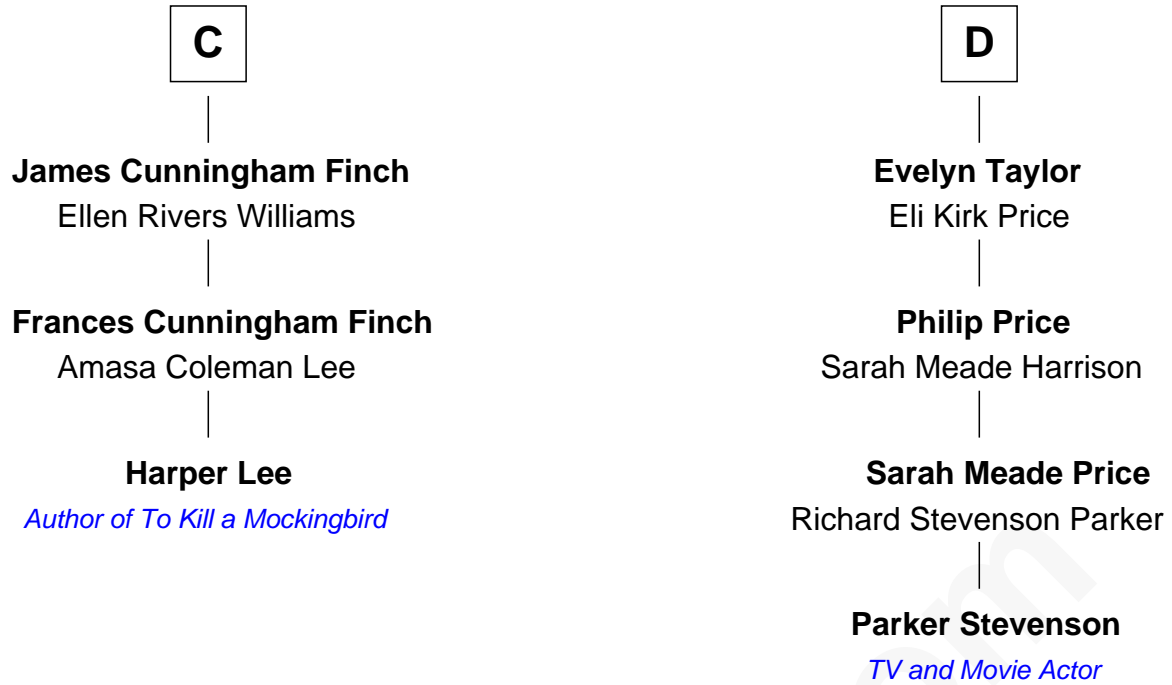 C
James Cunningham Finch
Ellen Rivers Williams
Frances Cunningham Finch
Amasa Coleman Lee
Harper Lee
Author of To Kill a Mockingbird
D
Evelyn Taylor
Eli Kirk Price
Philip Price
Sarah Meade Harrison
Sarah Meade Price
Richard Stevenson Parker
Parker Stevenson
TV and Movie Actor